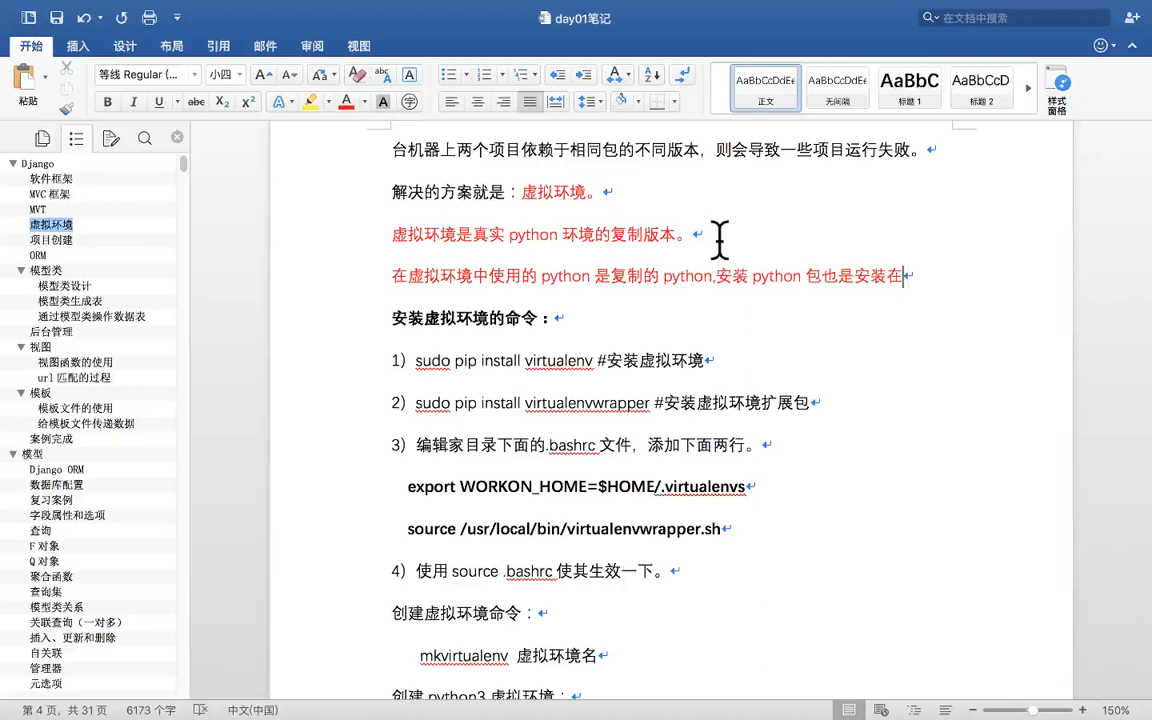 day01笔记
在文档中搜索
开始 插入 设计 布局 引用 邮件 审阅 视图
粘贴
等线 Regular (... 小四
AaBbCcDdEe AaBbCcDdEe AaBbC AaBbCcD
正文 无间隔 标题 1 标题 2 样式窗格
Django
软件框架
MVC 框架
MVT
虚拟环境
项目创建
ORM
模型类
模型类设计
模型类生成表
通过模型类操作数据表
后台管理
视图
视图函数的使用
url 匹配的过程
模板
模板文件的使用
给模板文件传递数据
案例完成
模型
Django ORM
数据库配置
复习案例
字段属性和选项
查询
F 对象
Q 对象
聚合函数
查询集
模型类关系
关联查询（一对多）
插入、更新和删除
自关联
管理器
元选项
台机器上两个项目依赖于相同包的不同版本，则会导致一些项目运行失败。
解决的方案就是：虚拟环境。
虚拟环境是真实 python 环境的复制版本。
在虚拟环境中使用的 python 是复制的 python,安装 python 包也是安装在
安装虚拟环境的命令：
1）sudo pip install virtualenv #安装虚拟环境
2）sudo pip install virtualenvwrapper #安装虚拟环境扩展包
3）编辑家目录下面的.bashrc 文件，添加下面两行。
export WORKON_HOME=$HOME/.virtualenvs
source /usr/local/bin/virtualenvwrapper.sh
4）使用 source .bashrc 使其生效一下。
创建虚拟环境命令：
mkvirtualenv 虚拟环境名
创建 python3 虚拟环境：
第 4 页，共 31 页 6173 个字 中文(中国) 150%